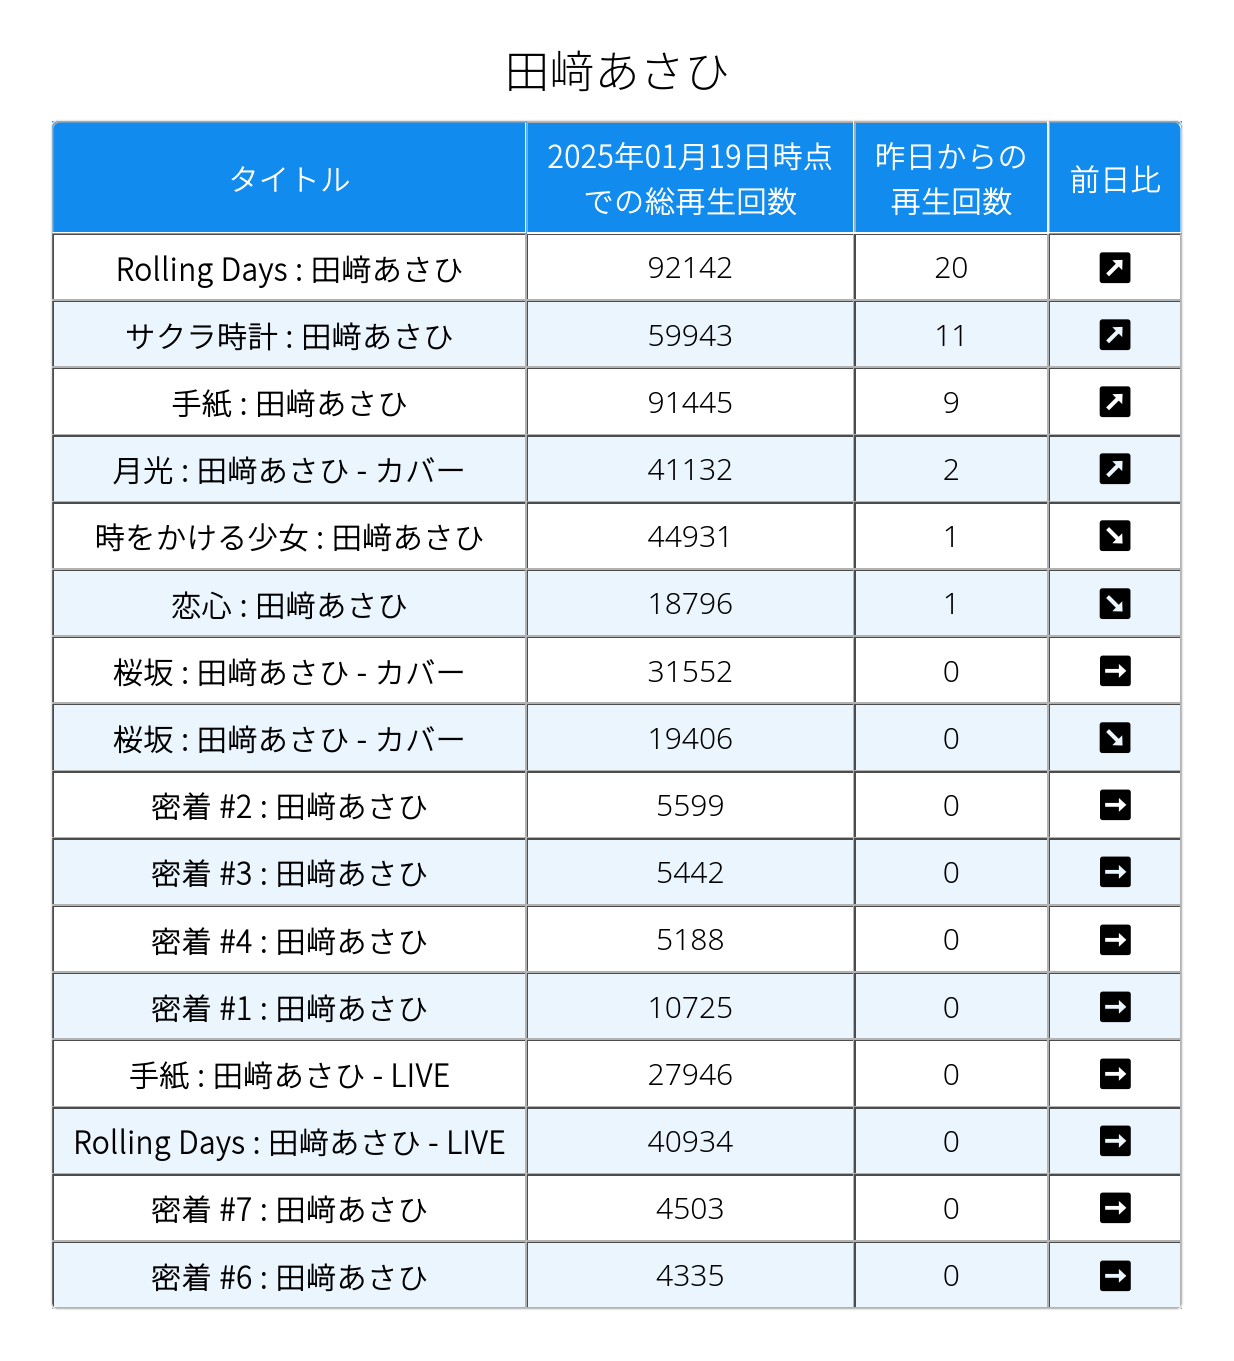 田﨑あさひ
タイトル 2025年01月19日時点での総再生回数 昨日からの再生回数 前日比
Rolling Days : 田﨑あさひ 92142 20 ↗
サクラ時計 : 田﨑あさひ 59943 11 ↗
手紙 : 田﨑あさひ 91445 9 ↗
月光 : 田﨑あさひ - カバー 41132 2 ↗
時をかける少女 : 田﨑あさひ 44931 1 ↘
恋心 : 田﨑あさひ 18796 1 ↘
桜坂 : 田﨑あさひ - カバー 31552 0 →
桜坂 : 田﨑あさひ - カバー 19406 0 ↘
密着 #2 : 田﨑あさひ 5599 0 →
密着 #3 : 田﨑あさひ 5442 0 →
密着 #4 : 田﨑あさひ 5188 0 →
密着 #1 : 田﨑あさひ 10725 0 →
手紙 : 田﨑あさひ - LIVE 27946 0 →
Rolling Days : 田﨑あさひ - LIVE 40934 0 →
密着 #7 : 田﨑あさひ 4503 0 →
密着 #6 : 田﨑あさひ 4335 0 →